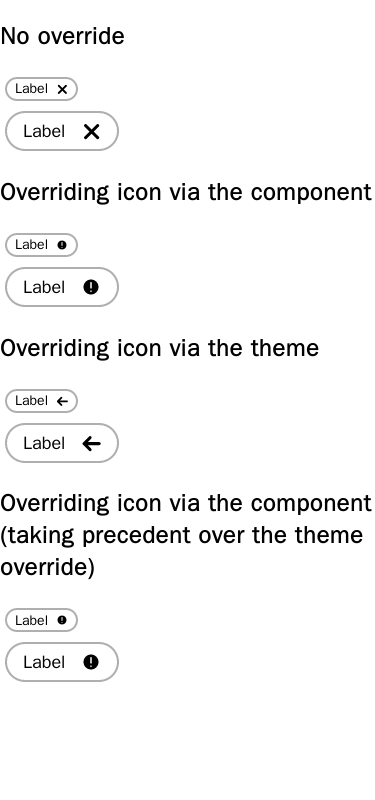 No override
Label
Label
Overriding icon via the component
Label
Label
Overriding icon via the theme
Label
Label
Overriding icon via the component
(taking precedent over the theme
override)
Label
Label